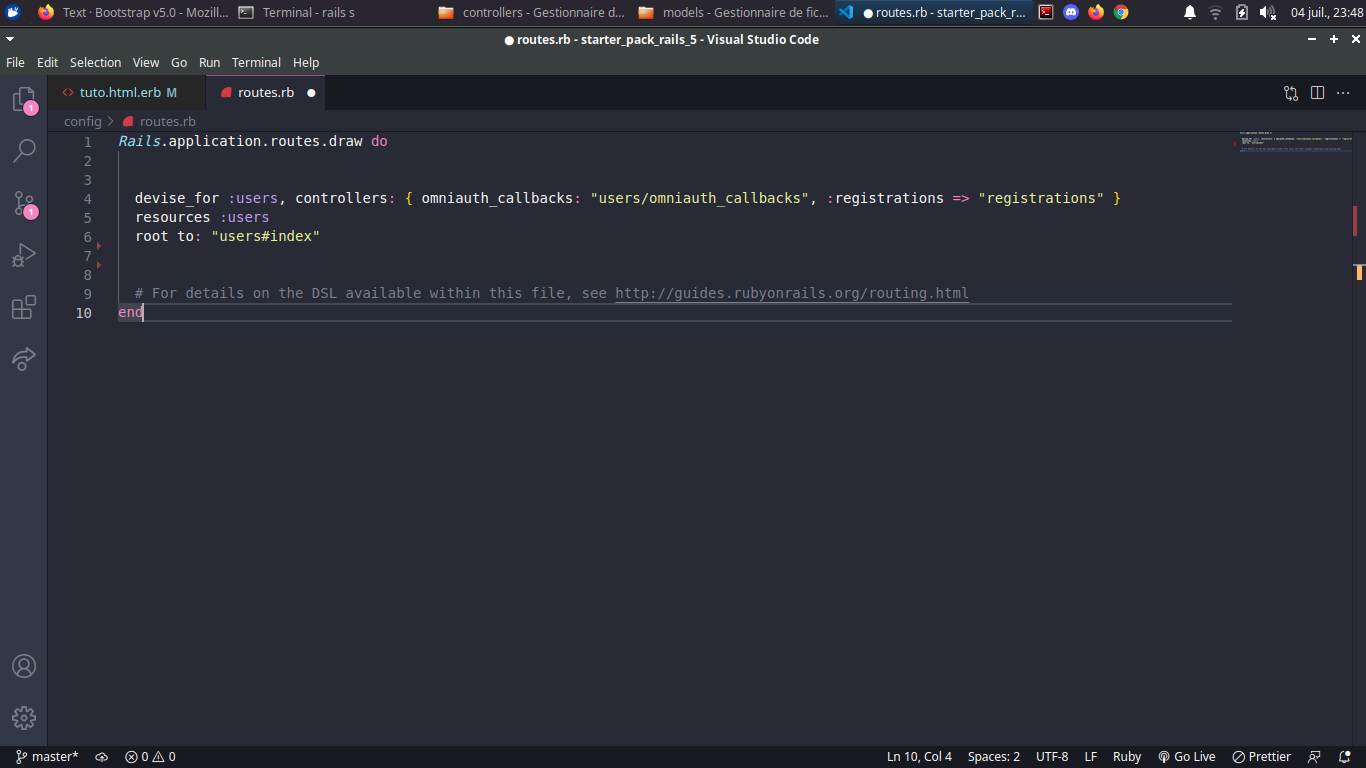 Text · Bootstrap v5.0 - Mozill...
Terminal - rails s
controllers - Gestionnaire d...
models - Gestionnaire de fic...
● routes.rb - starter_pack_r...
04 juil., 23:48
● routes.rb - starter_pack_rails_5 - Visual Studio Code
File Edit Selection View Go Run Terminal Help
tuto.html.erb M
routes.rb ●
config > routes.rb
1
1
1 Rails.application.routes.draw do
2
3
4 devise_for :users, controllers: { omniauth_callbacks: "users/omniauth_callbacks", :registrations => "registrations" }
5 resources :users
6 root to: "users#index"
7
8
9 # For details on the DSL available within this file, see http://guides.rubyonrails.org/routing.html
10 end
master* 0 0 Ln 10, Col 4 Spaces: 2 UTF-8 LF Ruby Go Live Prettier